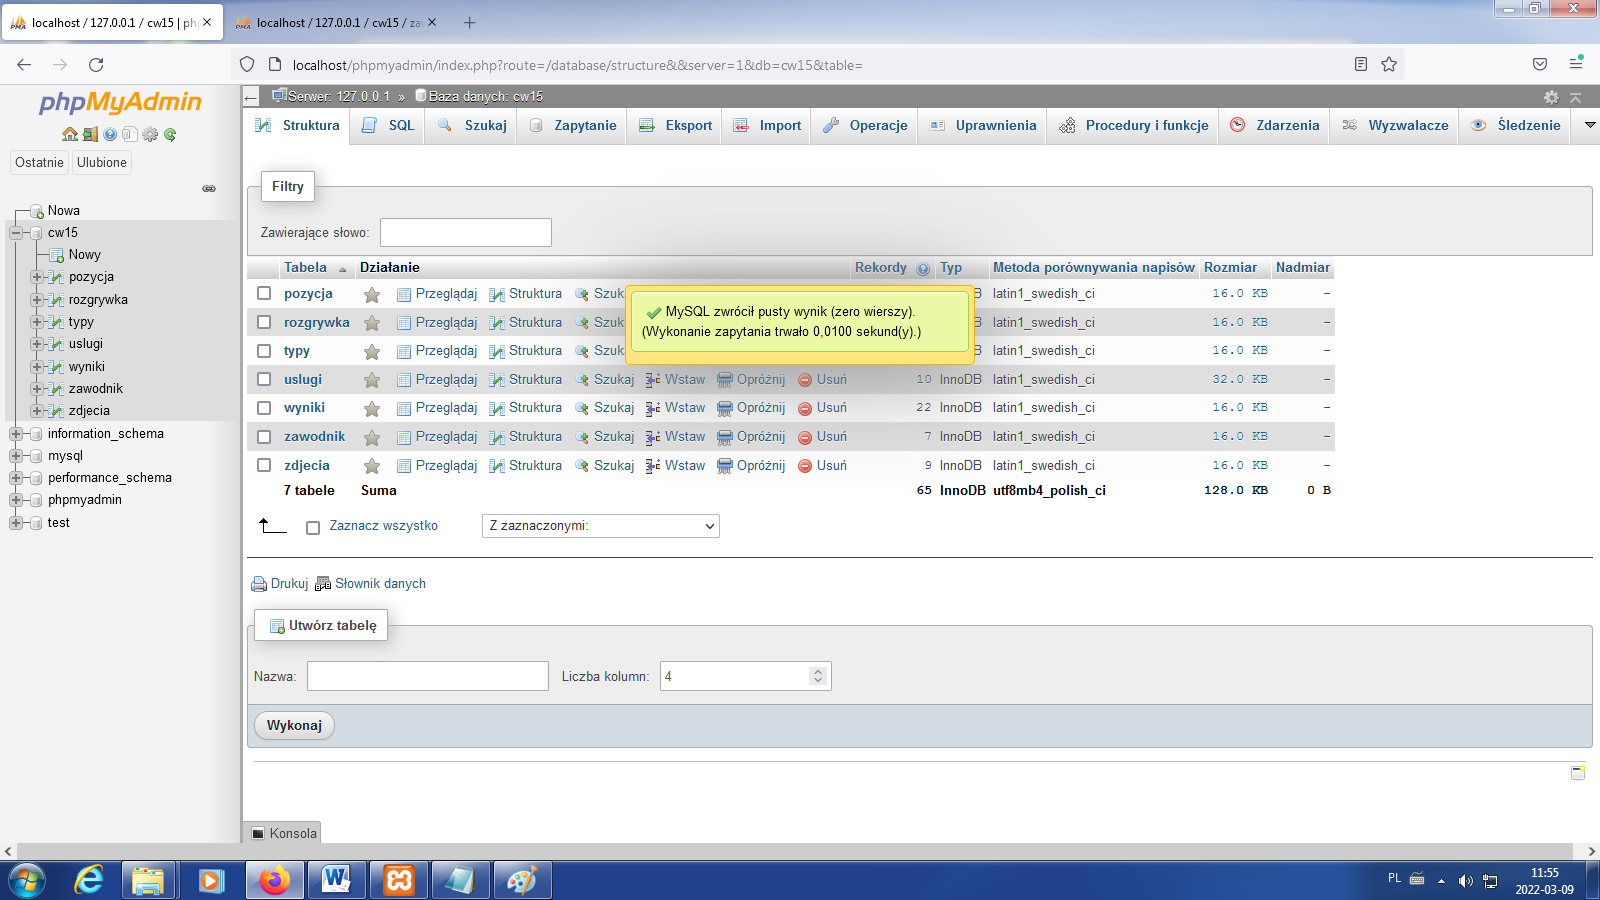 localhost / 127.0.0.1 / cw15 | ph
localhost / 127.0.0.1 / cw15 / za
localhost/phpmyadmin/index.php?route=/database/structure&&server=1&db=cw15&table=
phpMyAdmin
Serwer: 127.0.0.1 » Baza danych: cw15
Struktura SQL Szukaj Zapytanie Eksport Import Operacje Uprawnienia Procedury i funkcje Zdarzenia Wyzwalacze Śledzenie
Ostatnie Ulubione
Nowa
cw15
Nowy
pozycja
rozgrywka
typy
uslugi
wyniki
zawodnik
zdjecia
information_schema
mysql
performance_schema
phpmyadmin
test
Filtry
Zawierające słowo:
Tabela Działanie Rekordy Typ Metoda porównywania napisów Rozmiar Nadmiar
pozycja Przeglądaj Struktura Szuk B latin1_swedish_ci 16.0 KB -
rozgrywka Przeglądaj Struktura Szuk B latin1_swedish_ci 16.0 KB -
typy Przeglądaj Struktura Szuk B latin1_swedish_ci 16.0 KB -
MySQL zwrócił pusty wynik (zero wierszy).
(Wykonanie zapytania trwało 0,0100 sekund(y).)
uslugi Przeglądaj Struktura Szukaj Wstaw Opróżnij Usuń 10 InnoDB latin1_swedish_ci 32.0 KB -
wyniki Przeglądaj Struktura Szukaj Wstaw Opróżnij Usuń 22 InnoDB latin1_swedish_ci 16.0 KB -
zawodnik Przeglądaj Struktura Szukaj Wstaw Opróżnij Usuń 7 InnoDB latin1_swedish_ci 16.0 KB -
zdjecia Przeglądaj Struktura Szukaj Wstaw Opróżnij Usuń 9 InnoDB latin1_swedish_ci 16.0 KB -
7 tabele Suma 65 InnoDB utf8mb4_polish_ci 128.0 KB 0 B
Zaznacz wszystko Z zaznaczonymi:
Drukuj Słownik danych
Utwórz tabelę
Nazwa: Liczba kolumn: 4
Wykonaj
Konsola
PL 11:55
2022-03-09